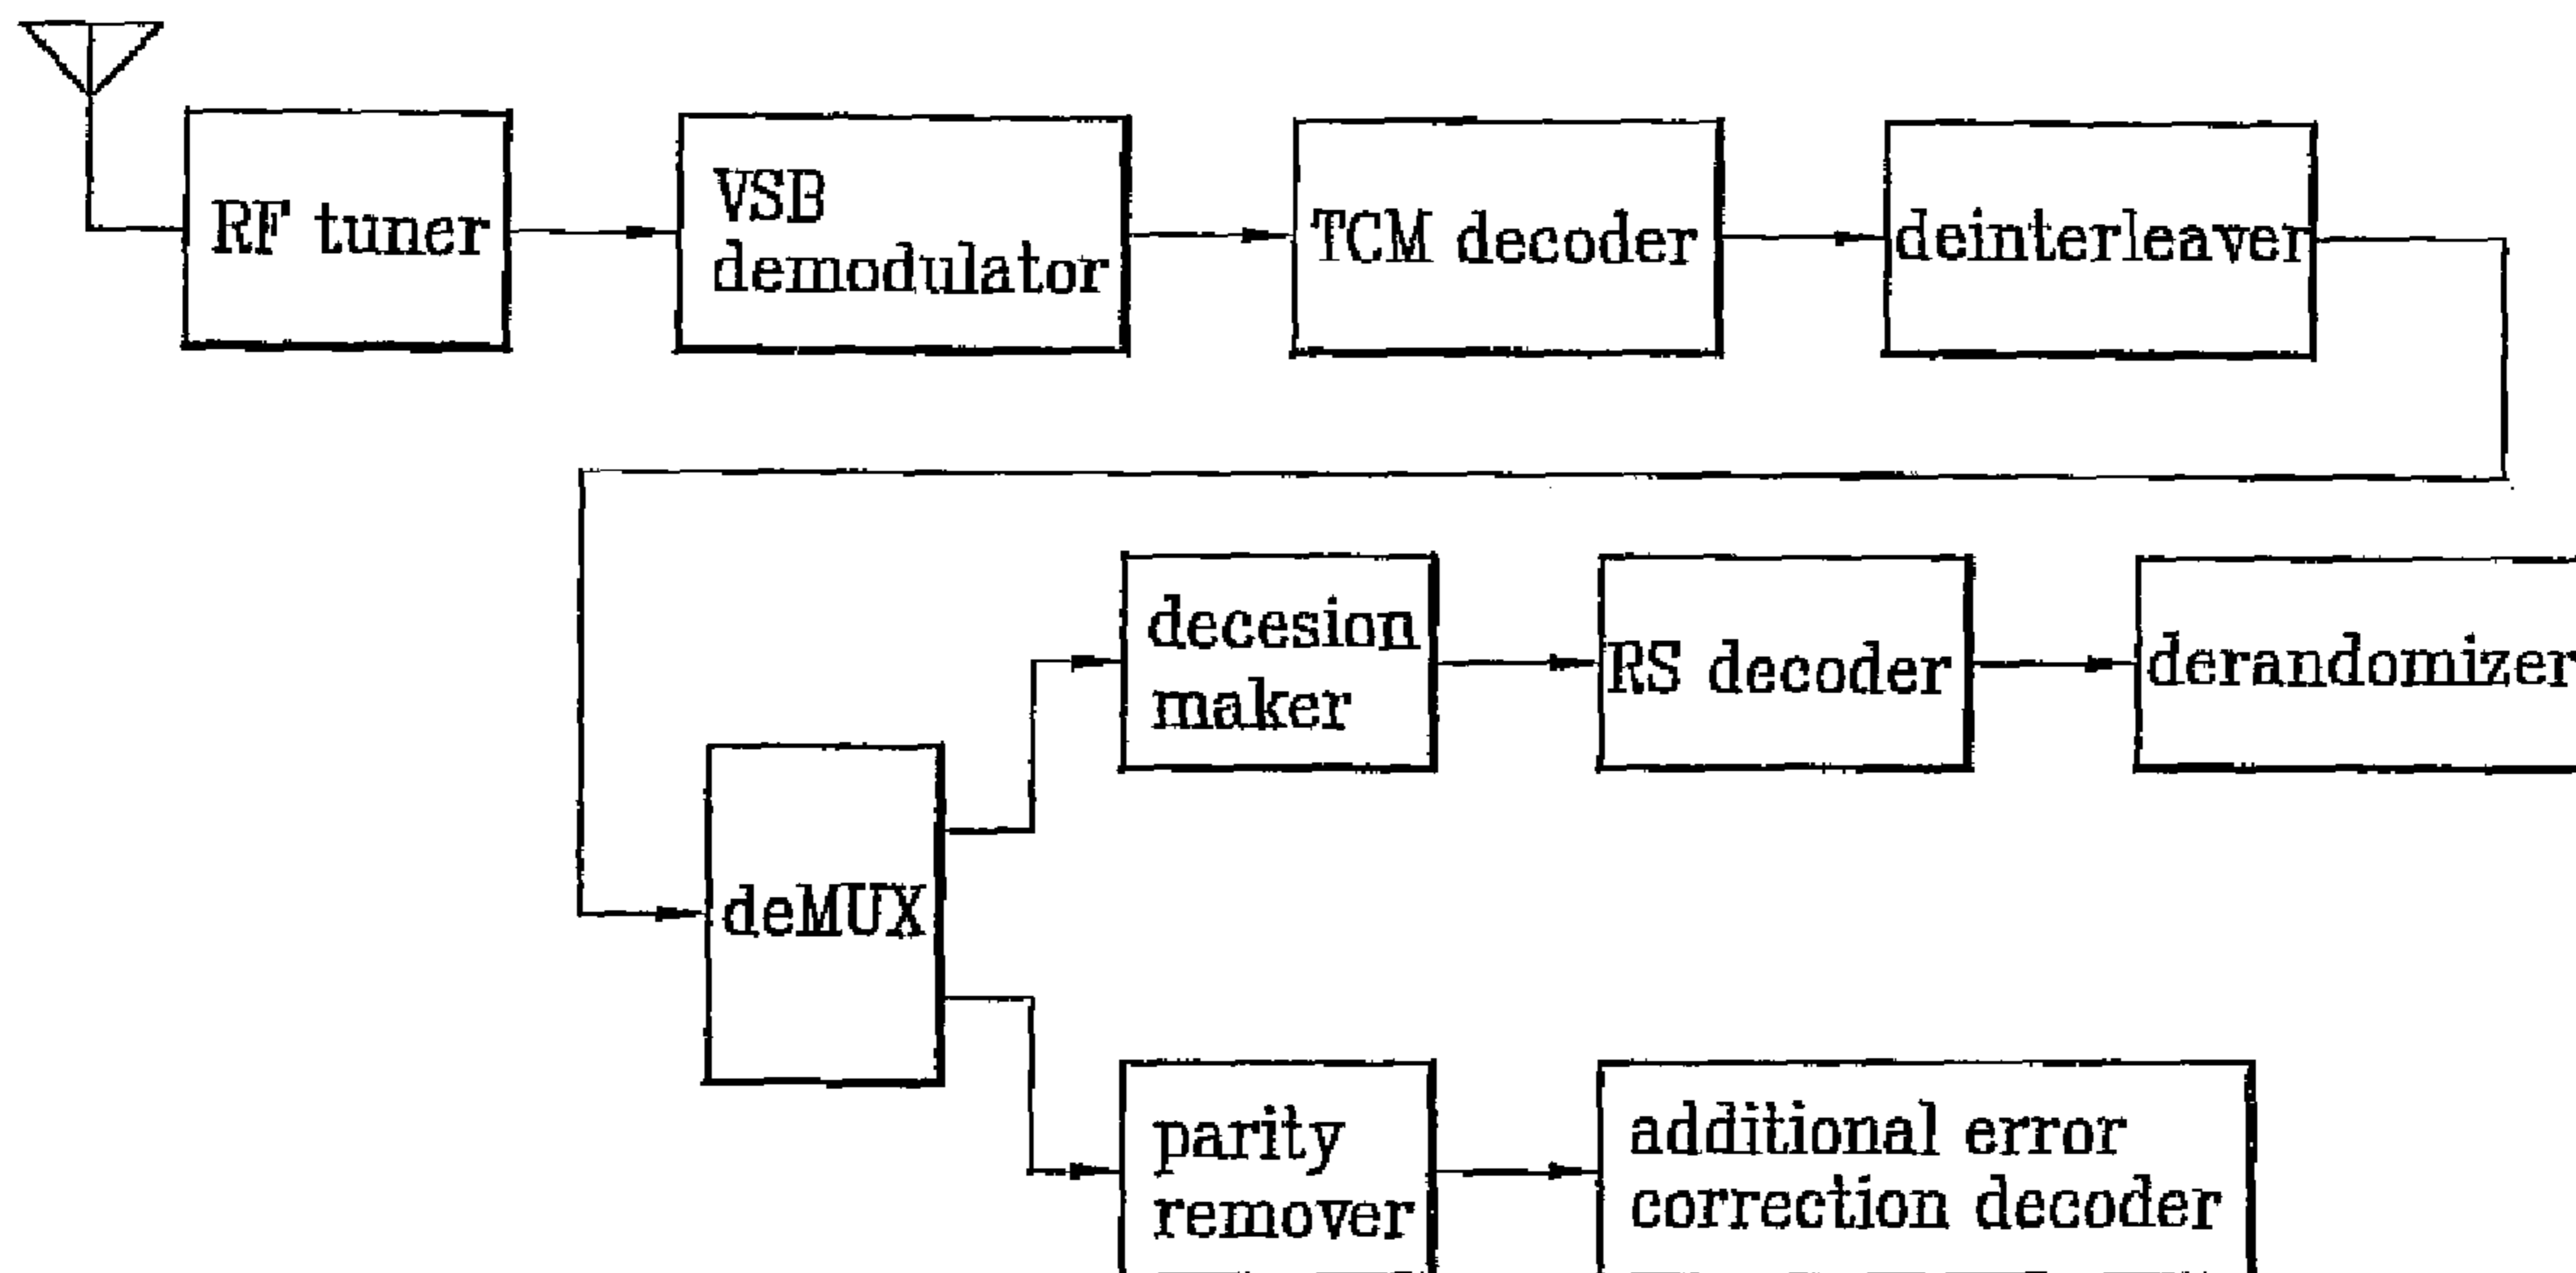 RF tuner
VSB
demodulator
TCM decoder
deinterleaver
decesion
maker
RS decoder
derandomizer
deMUX
parity
remover
additional error
correction decoder